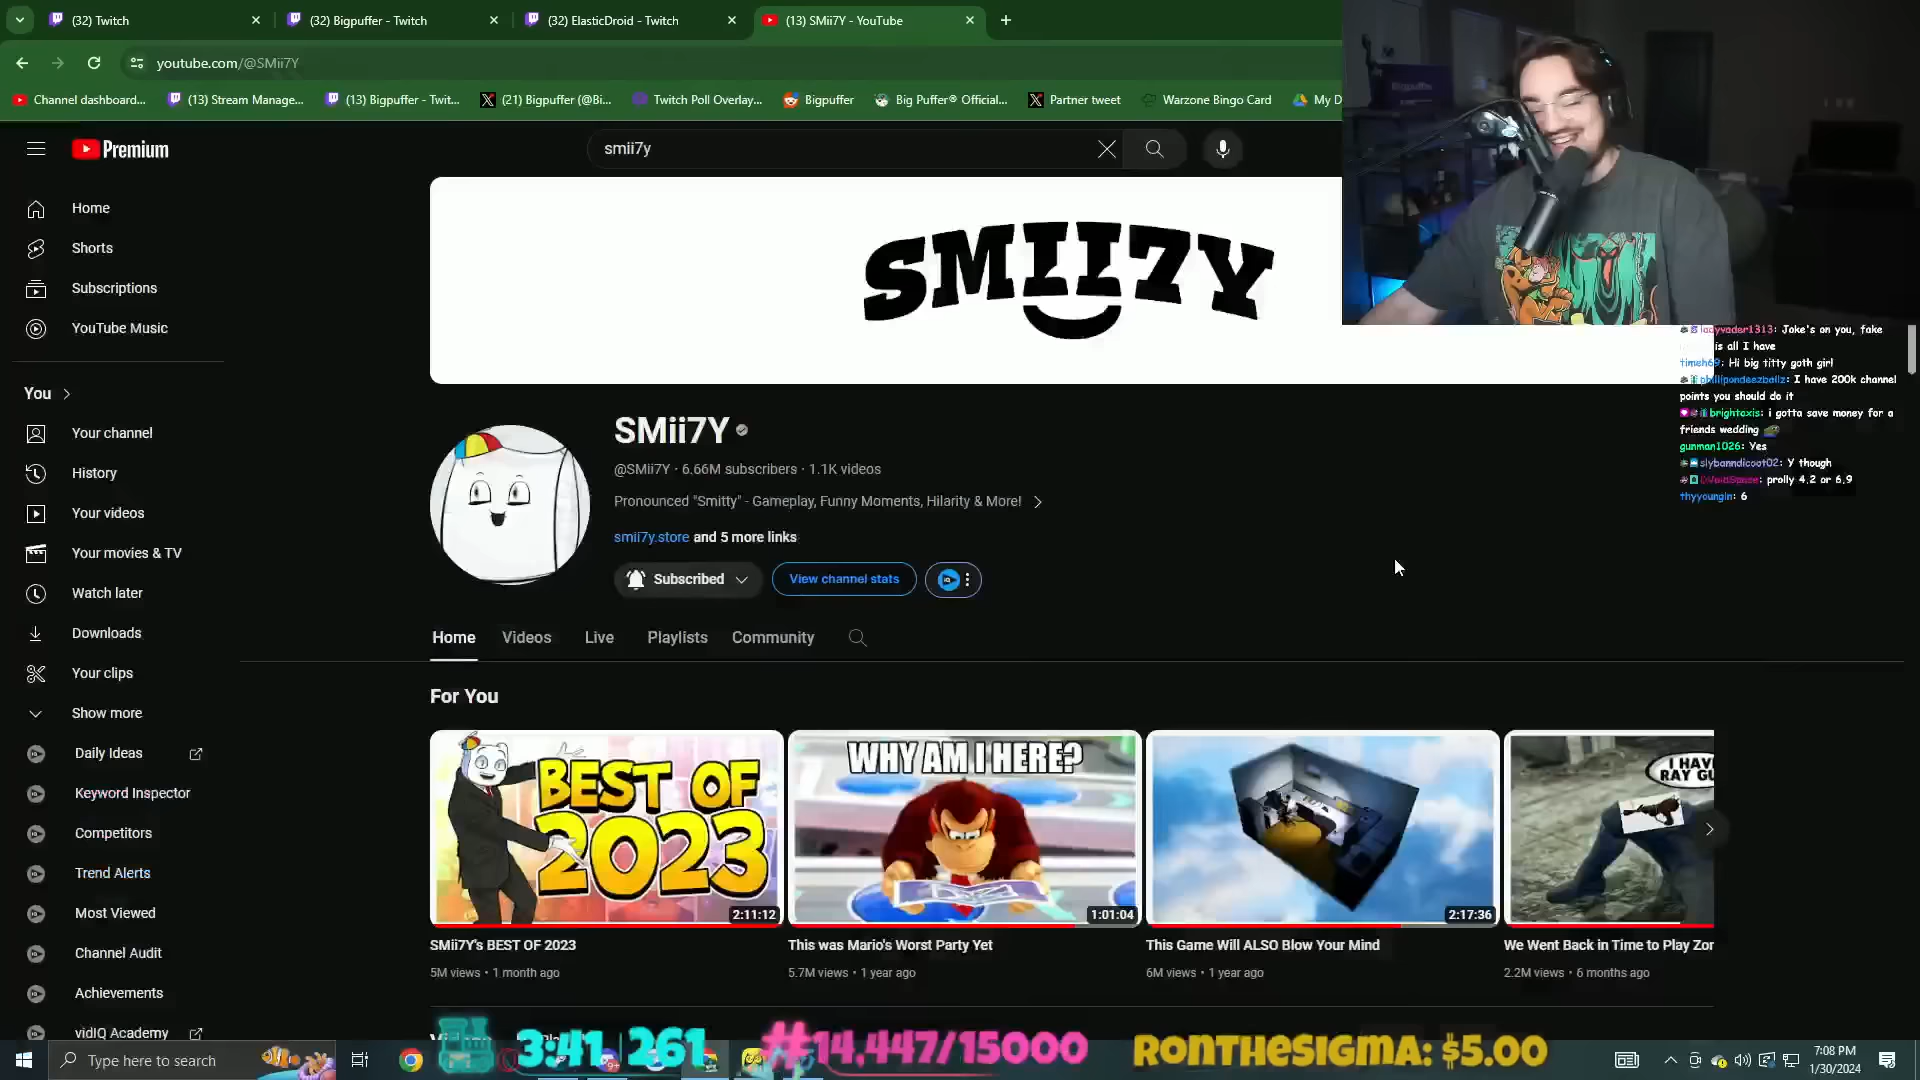 (32) Twitch
(32) Bigpuffer - Twitch
(32) ElasticDroid - Twitch
(13) SMii7Y - YouTube
youtube.com/@SMii7Y
Channel dashboard...
(13) Stream Manage...
(13) Bigpuffer - Twit...
(21) Bigpuffer (@Bi...
Twitch Poll Overlay...
Bigpuffer
Big Puffer® Official...
Partner tweet
Warzone Bingo Card
My D
Premium
smii7y
Home
Shorts
Subscriptions
YouTube Music
You
Your channel
History
Your videos
Your movies & TV
Watch later
Downloads
Your clips
Show more
Daily Ideas
Keyword Inspector
Competitors
Trend Alerts
Most Viewed
Channel Audit
Achievements
vidIQ Academy
SMII7Y
SMii7Y
@SMii7Y · 6.66M subscribers · 1.1K videos
Pronounced "Smitty" - Gameplay, Funny Moments, Hilarity & More!
smii7y.store and 5 more links
Subscribed
View channel stats
Home
Videos
Live
Playlists
Community
For You
BEST OF 2023
2:11:12
SMii7Y's BEST OF 2023
5M views · 1 month ago
WHY AM I HERE?
1:01:04
This was Mario's Worst Party Yet
5.7M views · 1 year ago
2:17:36
This Game Will ALSO Blow Your Mind
6M views · 1 year ago
I HAV
RAY GU
We Went Back in Time to Play Zor
2.2M views · 6 months ago
ladyvader1313: Joke's on you, fake
is all I have
timeh69: Hi big titty goth girl
philipondeezballz: I have 200k channel
points you should do it
brightaxis: i gotta save money for a
friends wedding
gunman1026: Yes
slybanndicoot02: Y though
prolly 4.2 or 6.9
thyyoungin: 6
Type here to search
3:41
261
#14,447/15000
RonTheSigma: $5.00
7:08 PM
1/30/2024